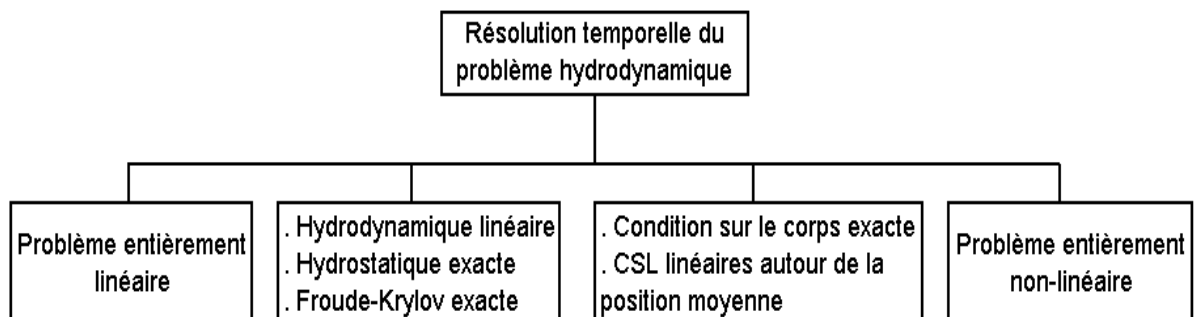 Résolution temporelle du
problème hydrodynamique
Problème entièrement
linéaire
. Hydrodynamique linéaire
. Hydrostatique exacte
. Froude-Krylov exacte
. Condition sur le corps exacte
. CSL linéaires autour de la
position moyenne
Problème entièrement
non-linéaire